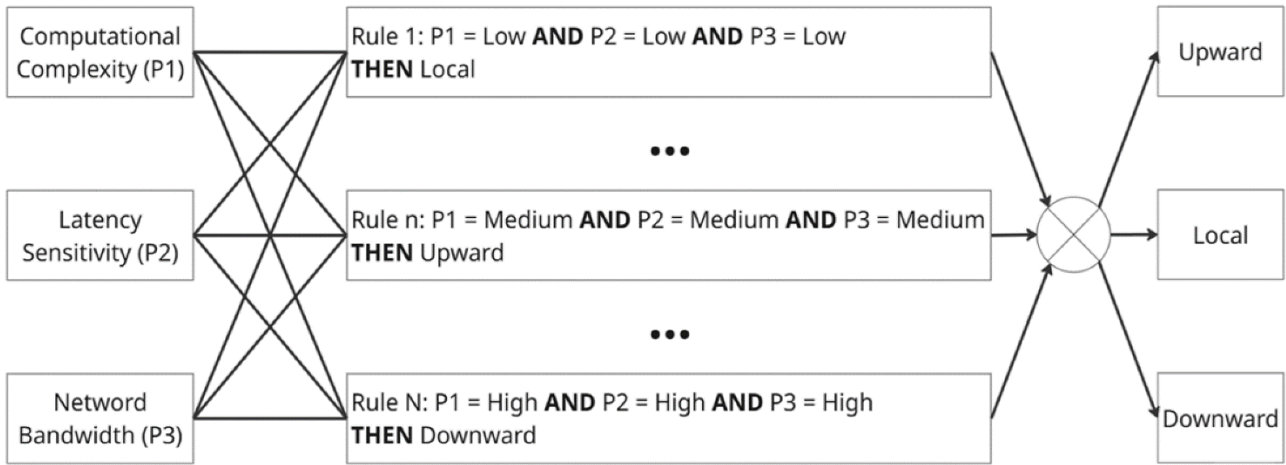 Computational
Complexity (P1)
Rule 1: P1 = Low AND P2 = Low AND P3 = Low
THEN Local
Upward
Latency
Sensitivity (P2)
Rule n: P1 = Medium AND P2 = Medium AND P3 = Medium
THEN Upward
Local
Netword
Bandwidth (P3)
Rule N: P1 = High AND P2 = High AND P3 = High
THEN Downward
Downward